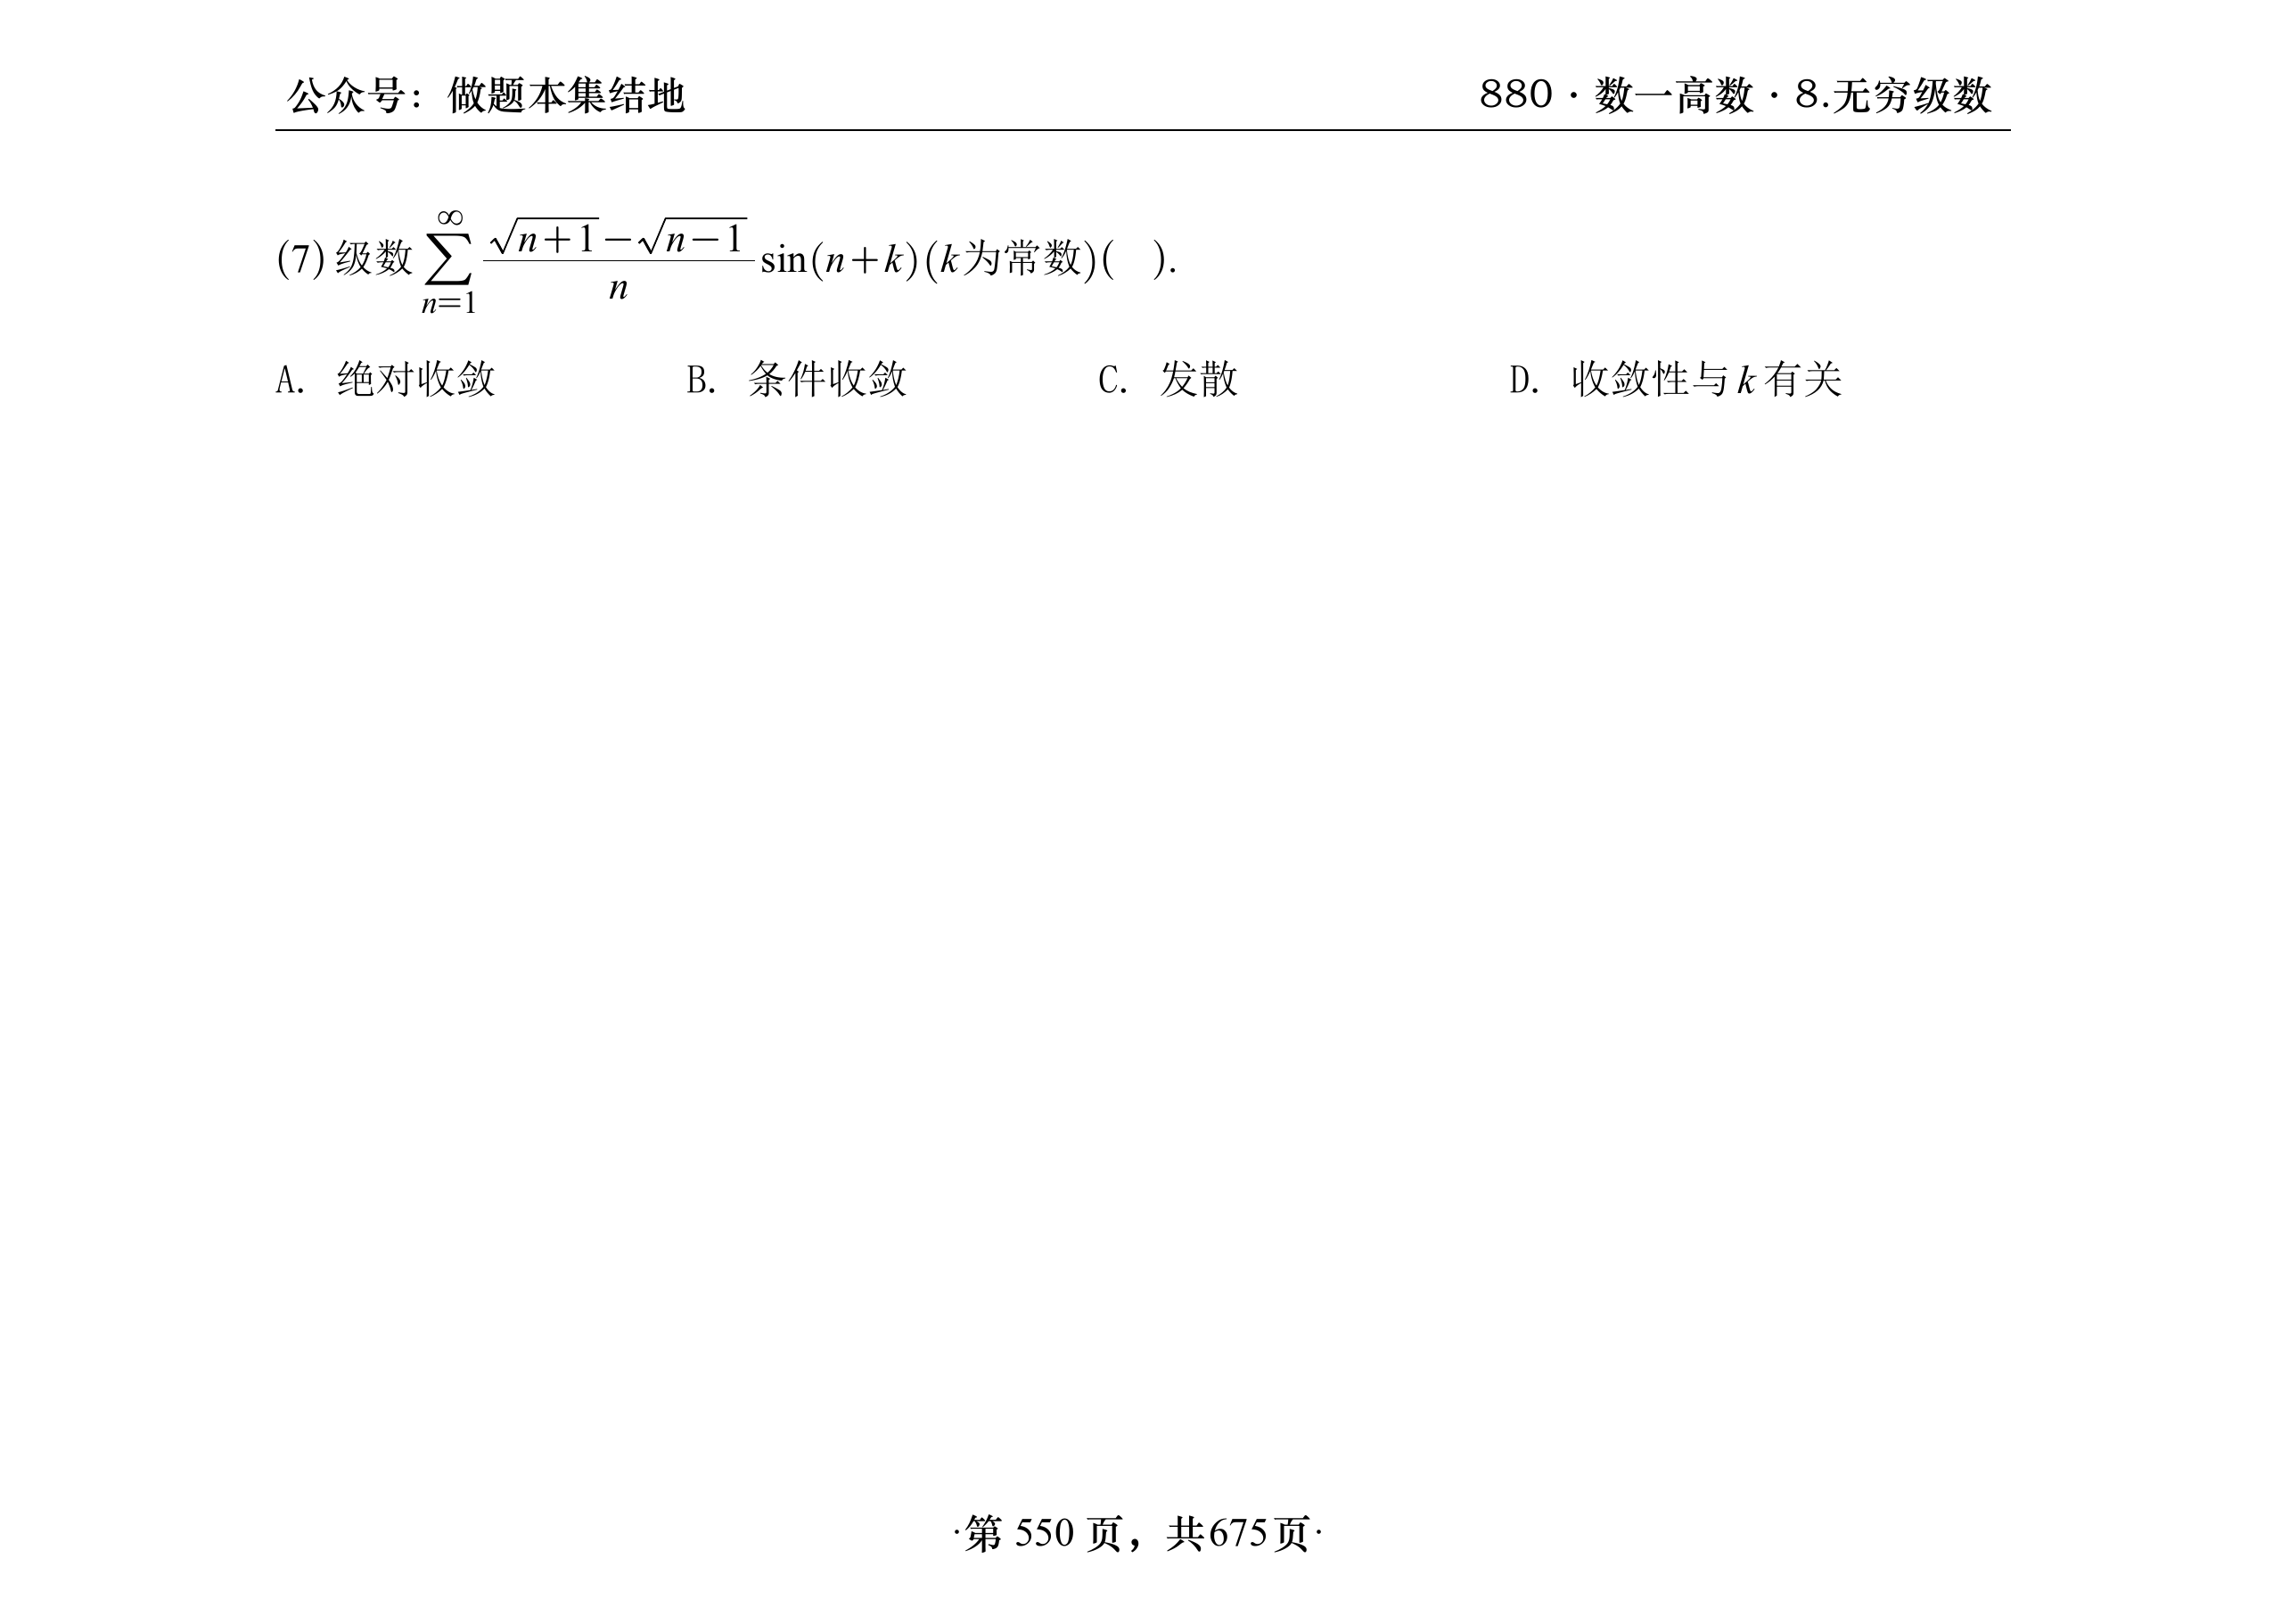 公众号：做题本集结地 880·数一高数·8.无穷级数
(7) 级数 $\sum_{n=1}^{\infty} \frac{\sqrt{n+1}-\sqrt{n-1}}{n} \sin(n+k)$ (k为常数)( ).
A. 绝对收敛 B. 条件收敛 C. 发散 D. 收敛性与k有关
·第 550 页，共675页·